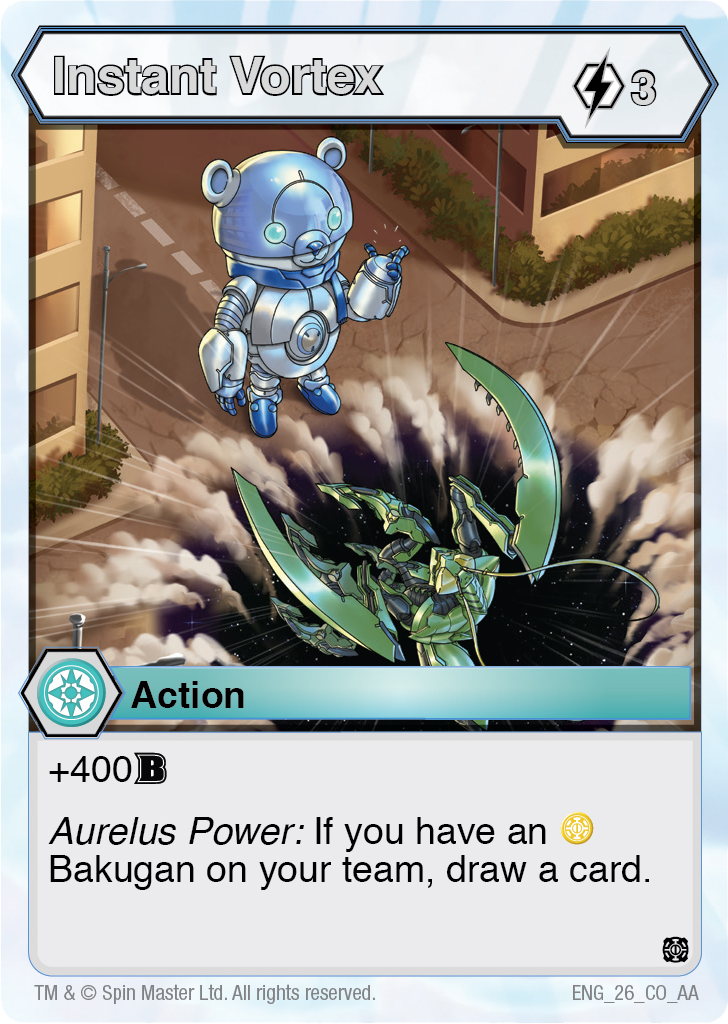 Instant Vortex
3
Action
+400 B
Aurelus Power: If you have an
Bakugan on your team, draw a card.
TM & © Spin Master Ltd. All rights reserved.
ENG_26_CO_AA